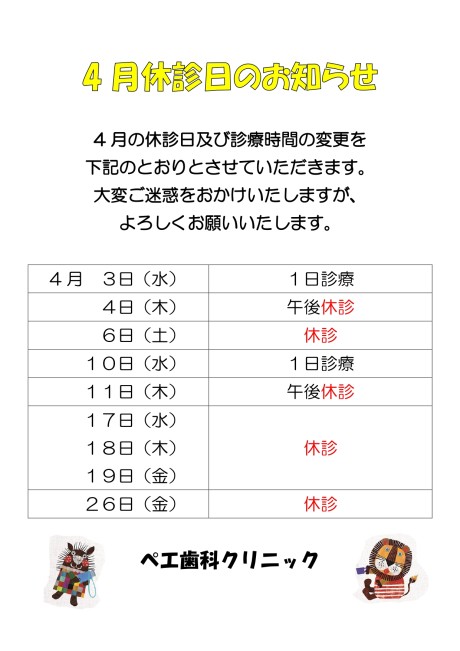 ４月休診日のお知らせ
４月の休診日及び診療時間の変更を
下記のとおりとさせていただきます。
大変ご迷惑をおかけいたしますが、
よろしくお願いいたします。
４月　３日（水）　１日診療
４日（木）　午後休診
６日（土）　休診
１０日（水）　１日診療
１１日（木）　午後休診
１７日（水）
１８日（木）　休診
１９日（金）
２６日（金）　休診
ペエ歯科クリニック